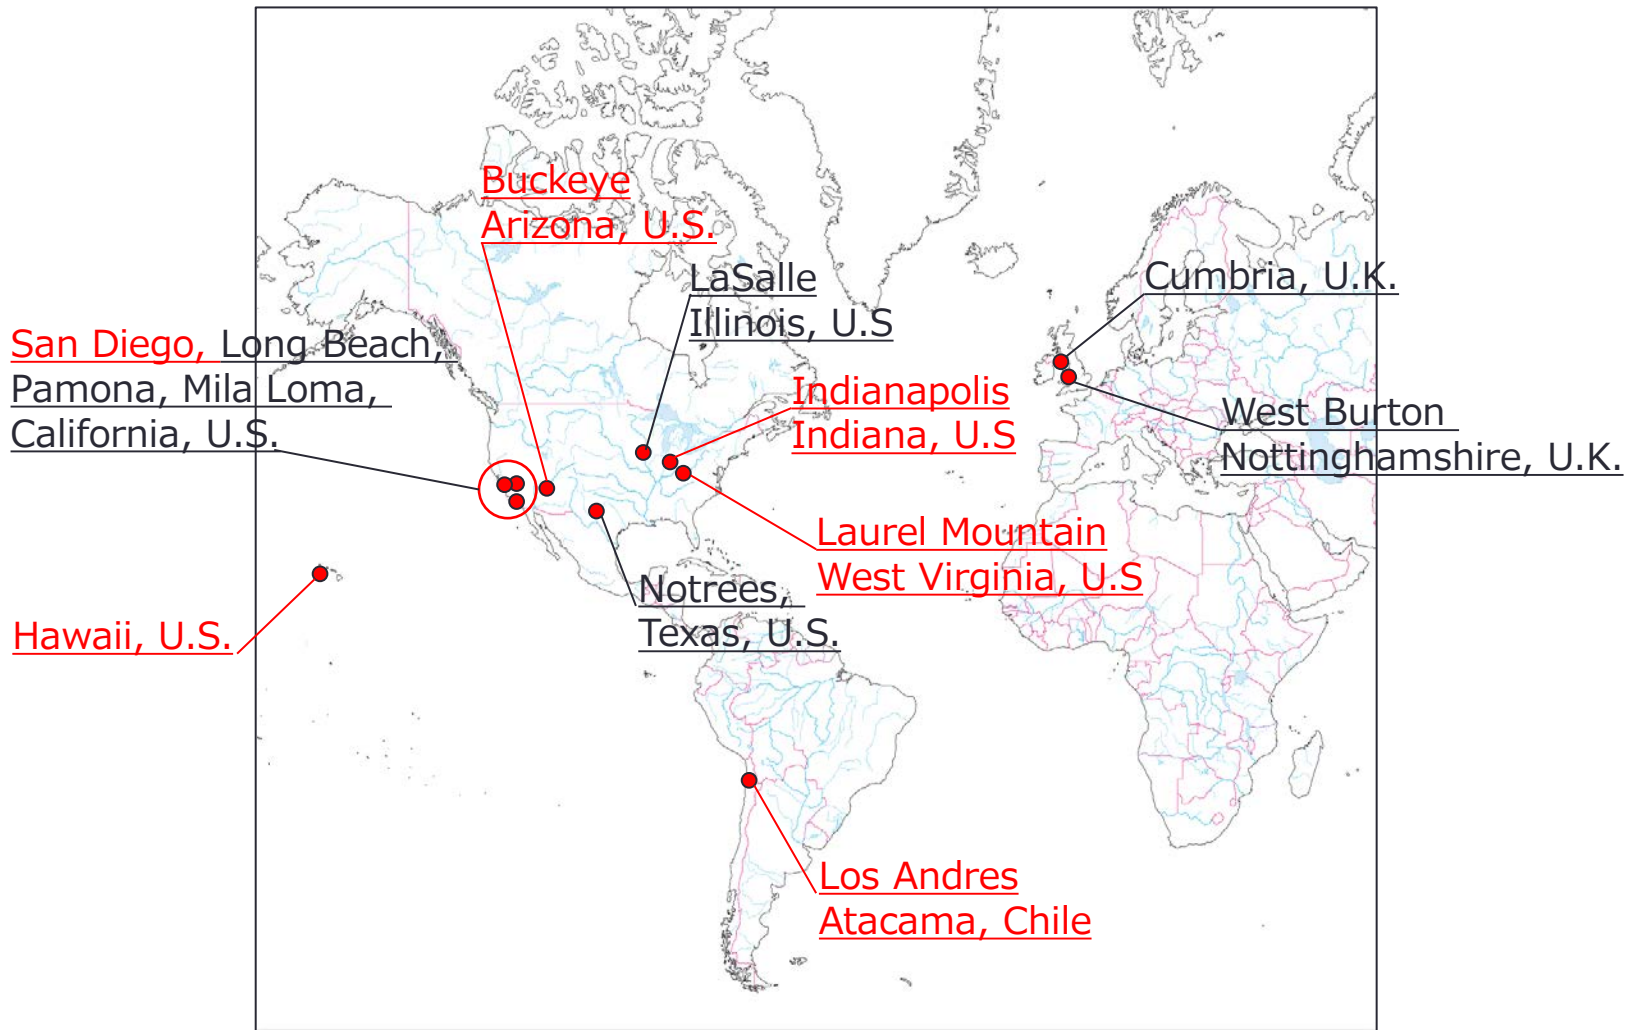 Buckeye
Arizona, U.S.
LaSalle
Illinois, U.S
Cumbria, U.K.
San Diego, Long Beach,
Pamona, Mila Loma,
California, U.S.
Indianapolis
Indiana, U.S
West Burton
Nottinghamshire, U.K.
Laurel Mountain
West Virginia, U.S
Notrees,
Texas, U.S.
Hawaii, U.S.
Los Andres
Atacama, Chile